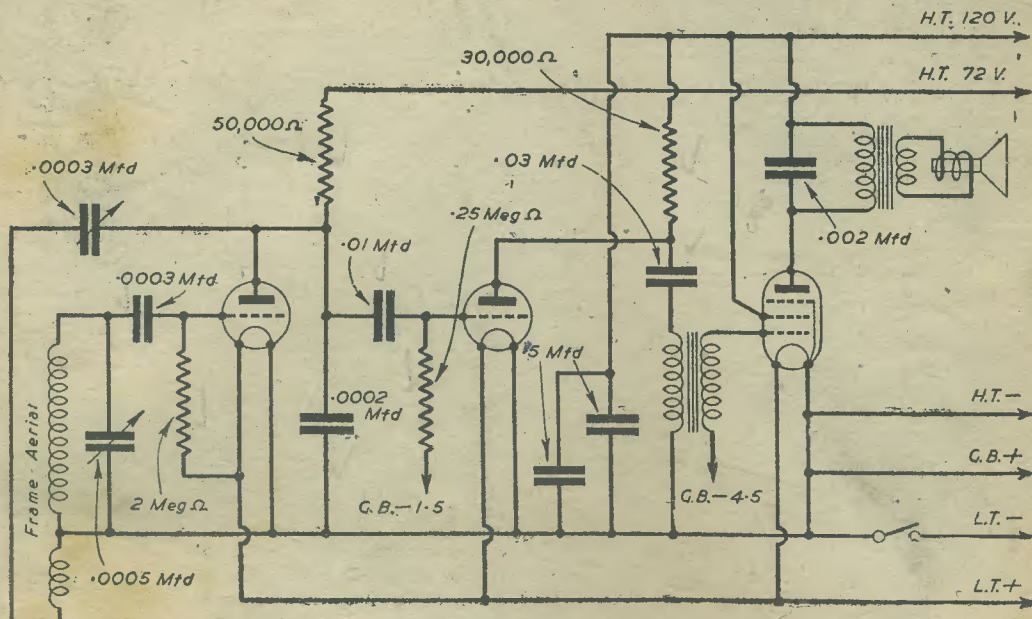 H.T. 120 V.
30,000 Ω
H.T. 72 V.
50,000 Ω
.03 Mfd
.0003 Mfd
.25 Meg Ω
.01 Mfd
.002 Mfd
.0003 Mfd
.5 Mfd
.0002
Mfd
H.T.—
Frame - Aerial
G.B.+
2 Meg Ω
G.B.—1·5
G.B.—4·5
L.T.—
.0005 Mfd
L.T.+